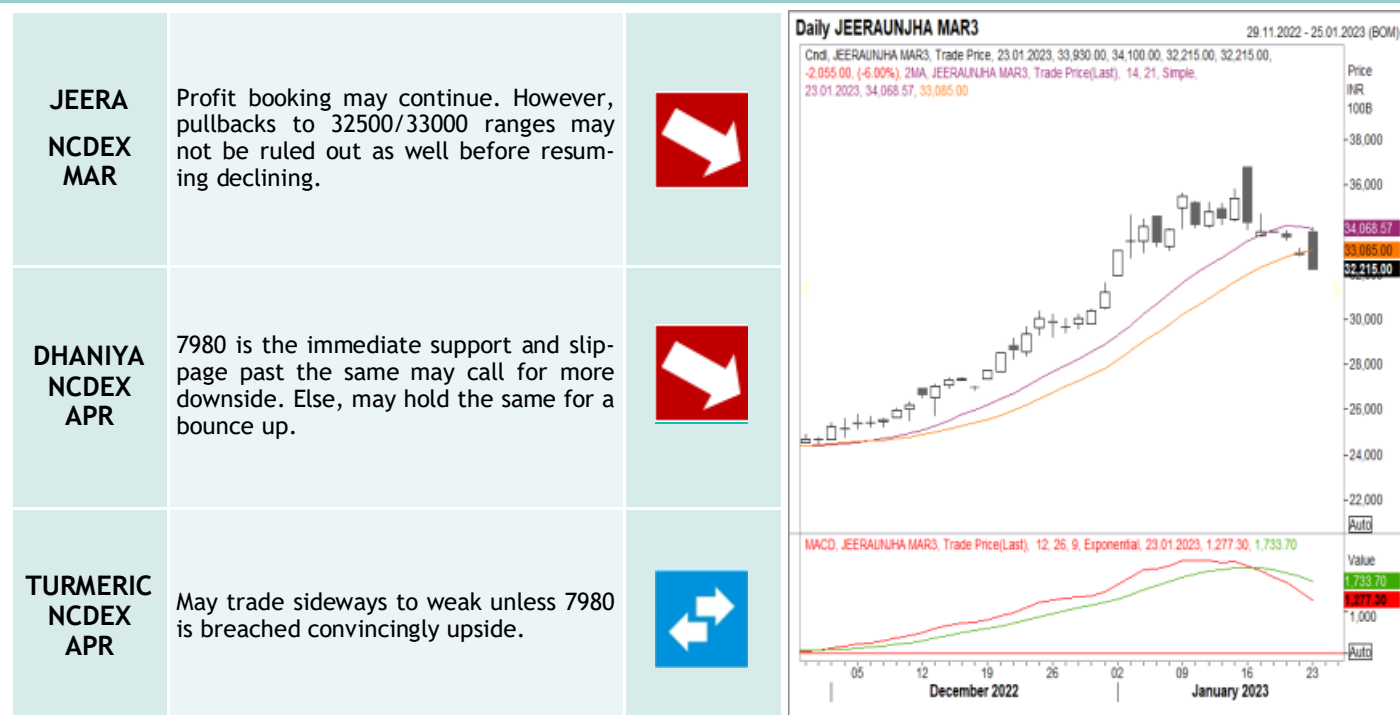 JEERA
NCDEX
MAR
Profit booking may continue. However,
pullbacks to 32500/33000 ranges may
not be ruled out as well before resum-
ing declining.
DHANIYA
NCDEX
APR
7980 is the immediate support and slip-
page past the same may call for more
downside. Else, may hold the same for a
bounce up.
TURMERIC
NCDEX
APR
May trade sideways to weak unless 7980
is breached convincingly upside.
Daily JEERAUNJHA MAR3
29.11.2022 - 25.01.2023 (BOM)
Cndl, JEERAUNJHA MAR3, Trade Price, 23.01.2023, 33,930.00, 34,100.00, 32,215.00, 32,215.00,
-2,055.00, (-6.00%), 2MA, JEERAUNJHA MAR3, Trade Price(Last), 14, 21, Simple,
23.01.2023, 34,068.57, 33,085.00
Price
INR
100B
38,000
36,000
34,068.57
33,085.00
32,215.00
30,000
28,000
26,000
24,000
22,000
Auto
MACD, JEERAUNJHA MAR3, Trade Price(Last), 12, 26, 9, Exponential, 23.01.2023, 1,277.30, 1,733.70
Value
1,733.70
1,277.30
1,000
Auto
05 12 19 26 02 09 16 23
December 2022 January 2023